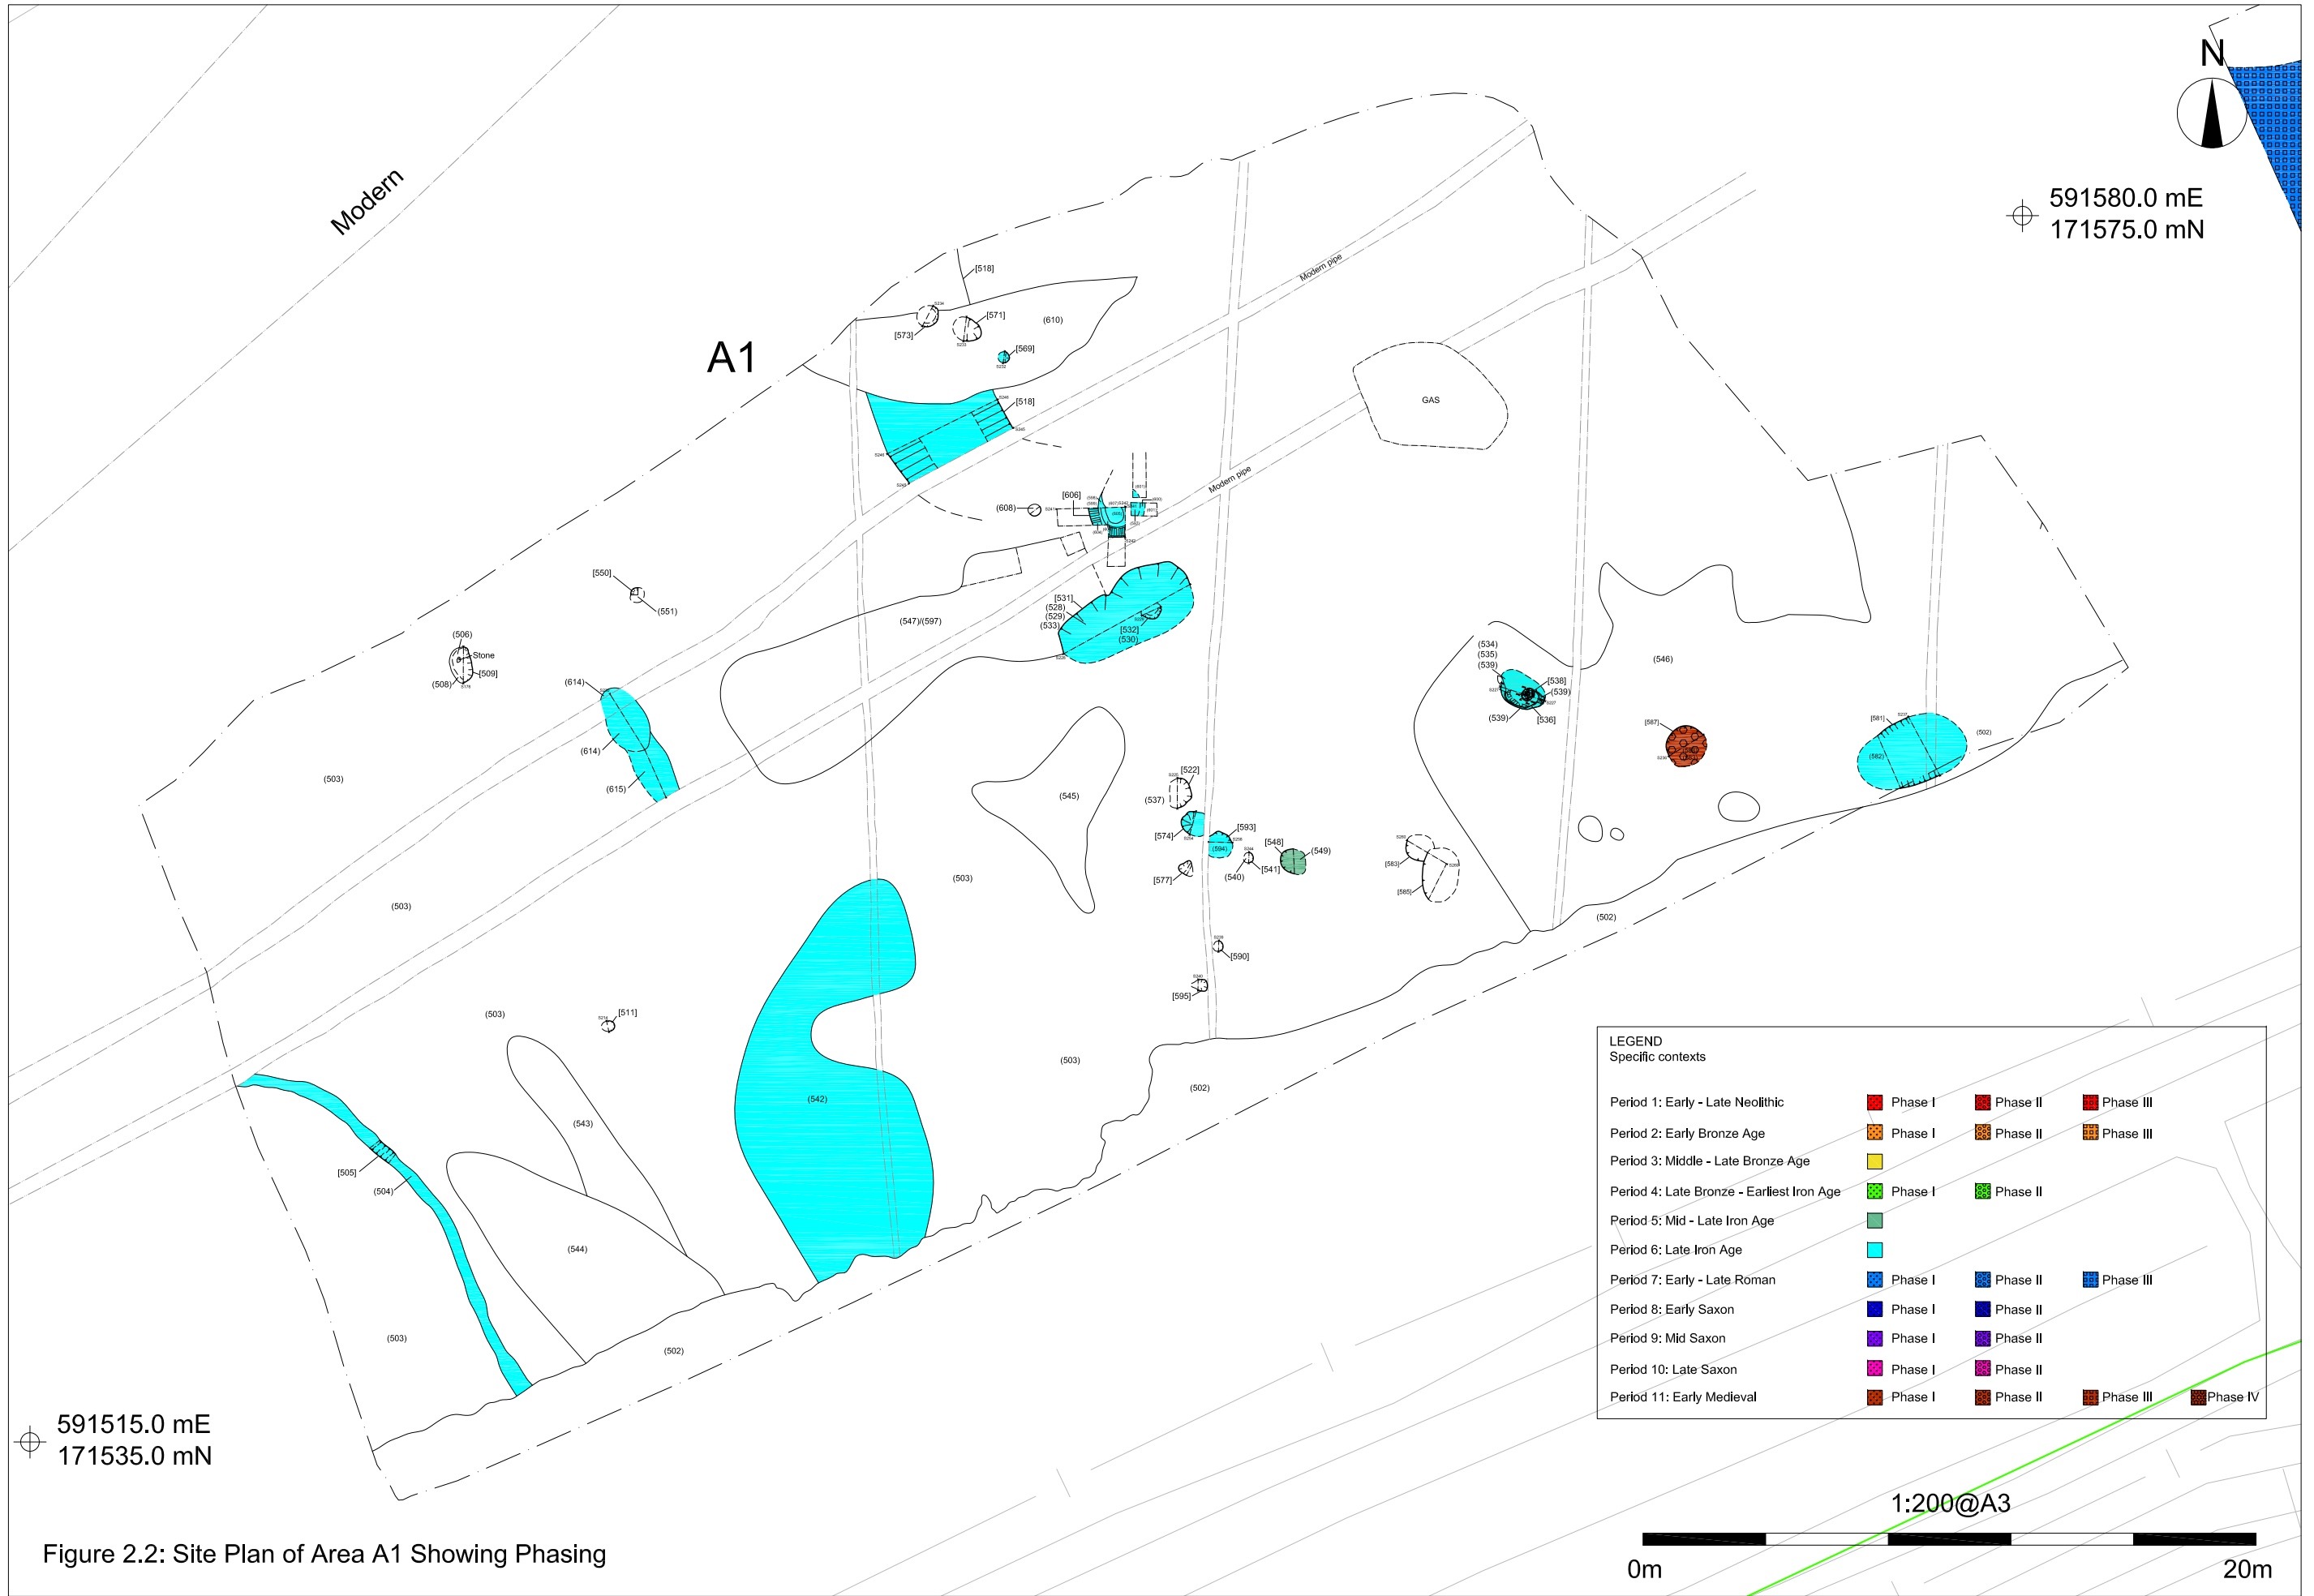 N
591580.0 mE
171575.0 mN
Modern
A1
[518]
[573]
[571]
(610)
[569]
[518]
Modern pipe
GAS
Modern pipe
[606]
(608)
[550]
(551)
(506)
Stone
[509]
(508)
(547)/(597)
[531]
(528)
(529)
(533)
[532]
(530)
(534)
(535)
(539)
[538]
(539)
(539)
[536]
(546)
[587]
[581]
(582)
(502)
(614)
(614)
(615)
(503)
(545)
[522]
(537)
[574]
[593]
(594)
[548]
(549)
[541]
(540)
[577]
[583]
[585]
(503)
(503)
(502)
[590]
[595]
[511]
(503)
(503)
(502)
(542)
(543)
[505]
(504)
(544)
(503)
(502)
LEGEND
Specific contexts
Period 1: Early - Late Neolithic Phase I Phase II Phase III
Period 2: Early Bronze Age Phase I Phase II Phase III
Period 3: Middle - Late Bronze Age
Period 4: Late Bronze - Earliest Iron Age Phase I Phase II
Period 5: Mid - Late Iron Age
Period 6: Late Iron Age
Period 7: Early - Late Roman Phase I Phase II Phase III
Period 8: Early Saxon Phase I Phase II
Period 9: Mid Saxon Phase I Phase II
Period 10: Late Saxon Phase I Phase II
Period 11: Early Medieval Phase I Phase II Phase III Phase IV
591515.0 mE
171535.0 mN
1:200@A3
0m 20m
Figure 2.2: Site Plan of Area A1 Showing Phasing